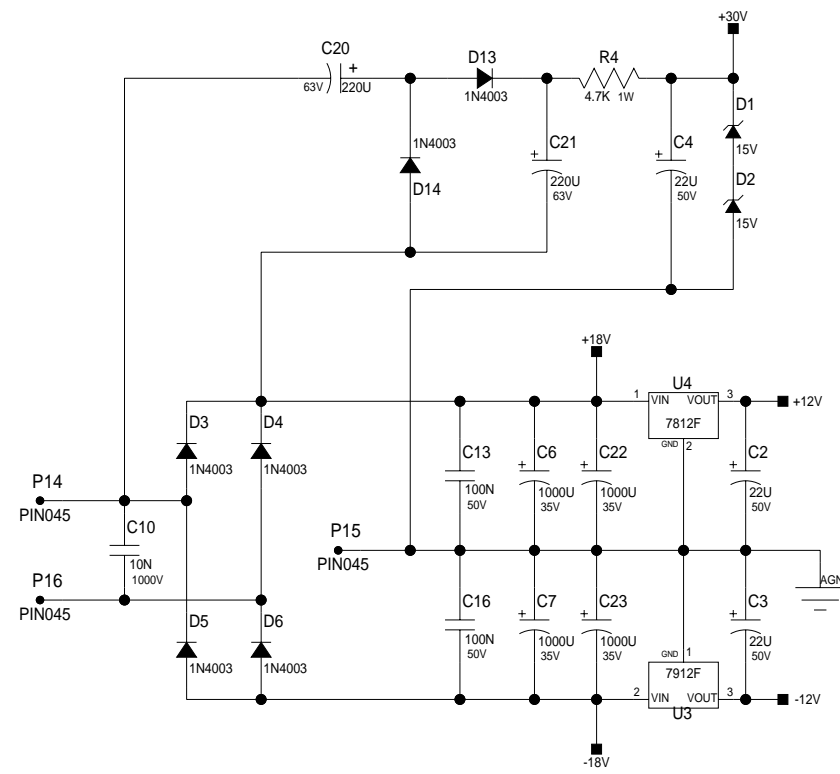 +30V
C20
+
63V
220U
D13
1N4003
R4
4.7K
1W
D1
15V
1N4003
D14
C21
+
220U
63V
C4
+
22U
50V
D2
15V
+18V
U4
1
VIN
VOUT
3
+12V
7812F
GND
2
D3
1N4003
D4
1N4003
C13
100N
50V
C6
+
1000U
35V
C22
+
1000U
35V
C2
+
22U
50V
P14
PIN045
C10
10N
1000V
P15
PIN045
P16
PIN045
AGN
D5
1N4003
D6
1N4003
C16
100N
50V
C7
+
1000U
35V
C23
+
1000U
35V
C3
+
22U
50V
GND
1
7912F
2
VIN
VOUT
3
-12V
U3
-18V